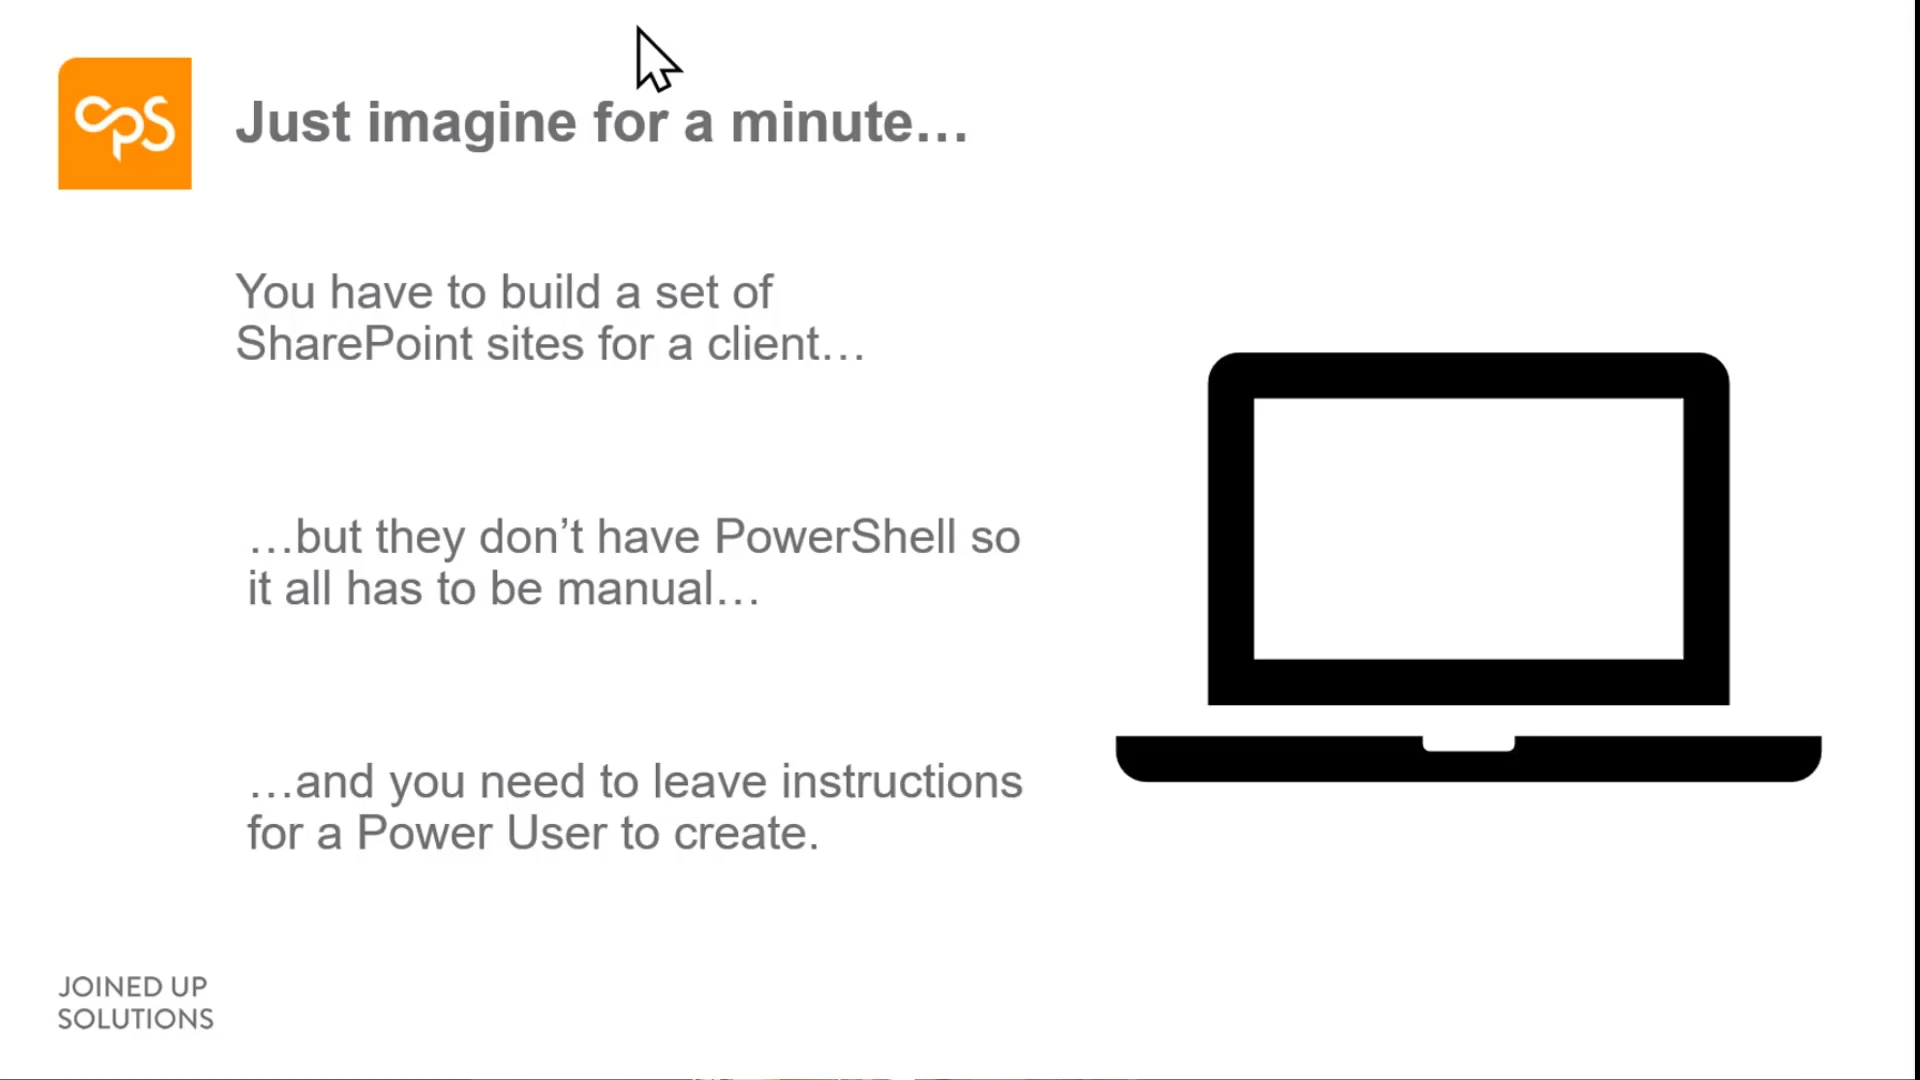 cps
Just imagine for a minute…
You have to build a set of
SharePoint sites for a client…
…but they don’t have PowerShell so
it all has to be manual…
…and you need to leave instructions
for a Power User to create.
JOINED UP
SOLUTIONS